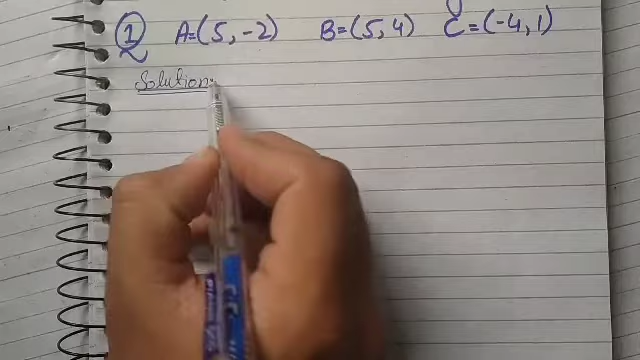 ① A=(5,-2) B=(5,4) C=(-4,1)
Solution: